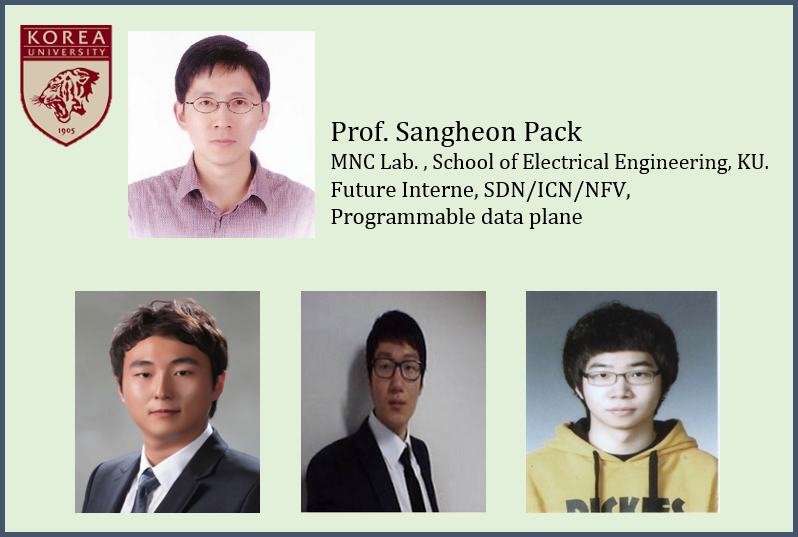 KOREA
UNIVERSITY
1905
Prof. Sangheon Pack
MNC Lab. , School of Electrical Engineering, KU.
Future Interne, SDN/ICN/NFV,
Programmable data plane
DICKIES